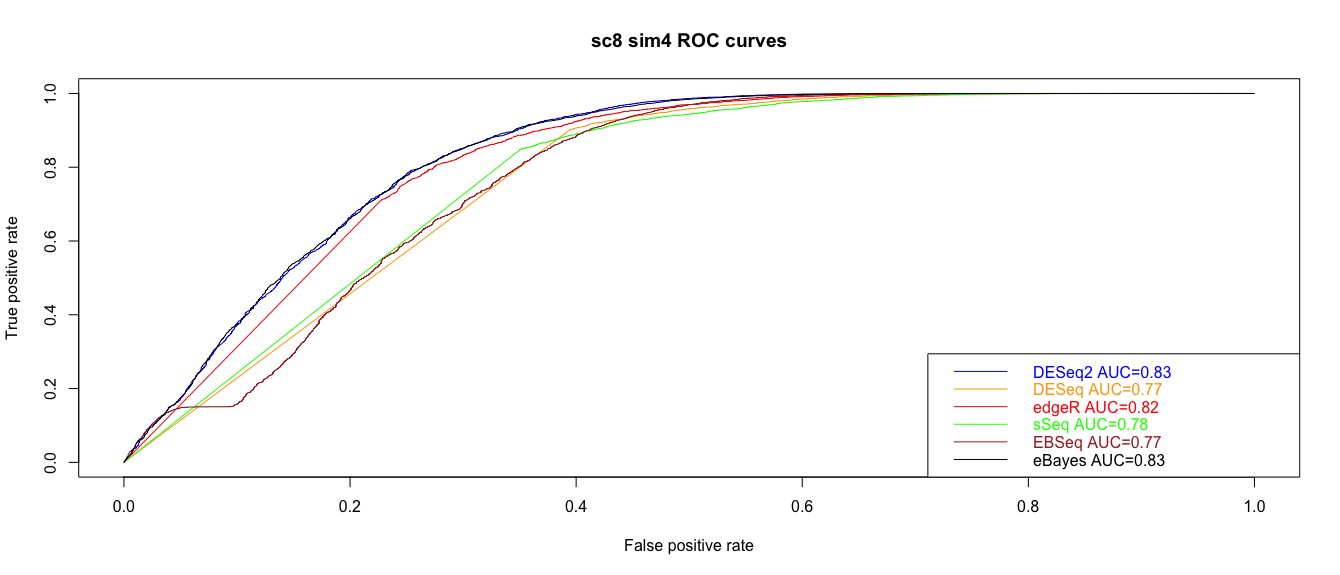 sc8 sim4 ROC curves
True positive rate
1.0
0.8
0.6
0.4
0.2
0.0
DESeq2 AUC=0.83
DESeq AUC=0.77
edgeR AUC=0.82
sSeq AUC=0.78
EBSeq AUC=0.77
eBayes AUC=0.83
0.0 0.2 0.4 0.6 0.8 1.0
False positive rate